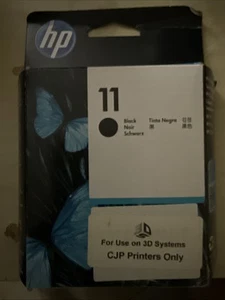 hp
11
Black Tinta Negra
Noir
Schwarz
For Use on 3D Systems
CJP Printers Only